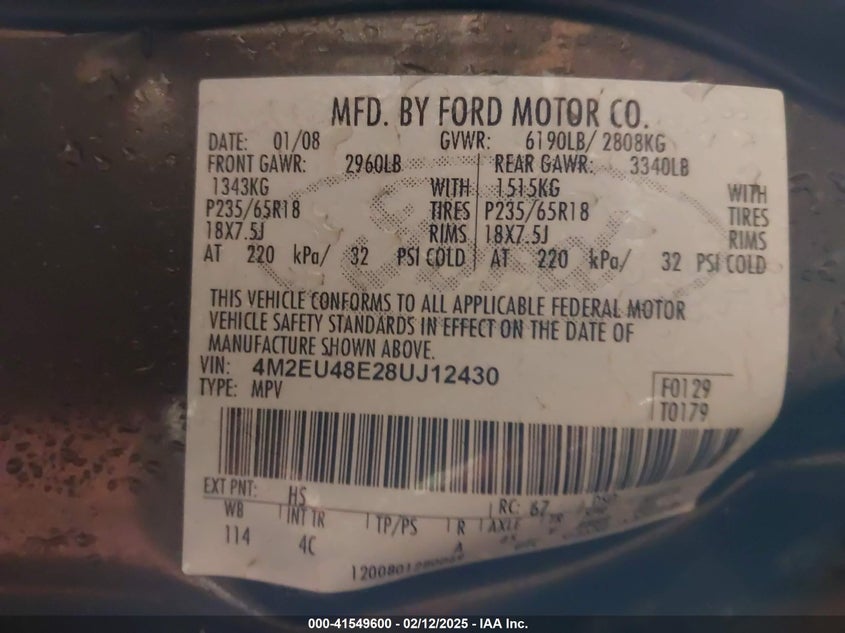 MFD. BY FORD MOTOR CO.
DATE: 01/08 GVWR: 6190LB/ 2808KG
FRONT GAWR: 2960LB REAR GAWR: 3340LB
1343KG WITH 1515KG WITH
P235/65R18 TIRES P235/65R18 TIRES
18X7.5J RIMS 18X7.5J RIMS
AT 220 kPa/ 32 PSI COLD AT 220 kPa/ 32 PSI COLD
Ford
THIS VEHICLE CONFORMS TO ALL APPLICABLE FEDERAL MOTOR
VEHICLE SAFETY STANDARDS IN EFFECT ON THE DATE OF
MANUFACTURE SHOWN ABOVE.
VIN: 4M2EU48E28UJ12430
TYPE: MPV
F0129
T0179
EXT PNT: HS RC: 67
WB INT TR TP/PS R AXLE
114 4C A
000-41549600 - 02/12/2025 - IAA Inc.